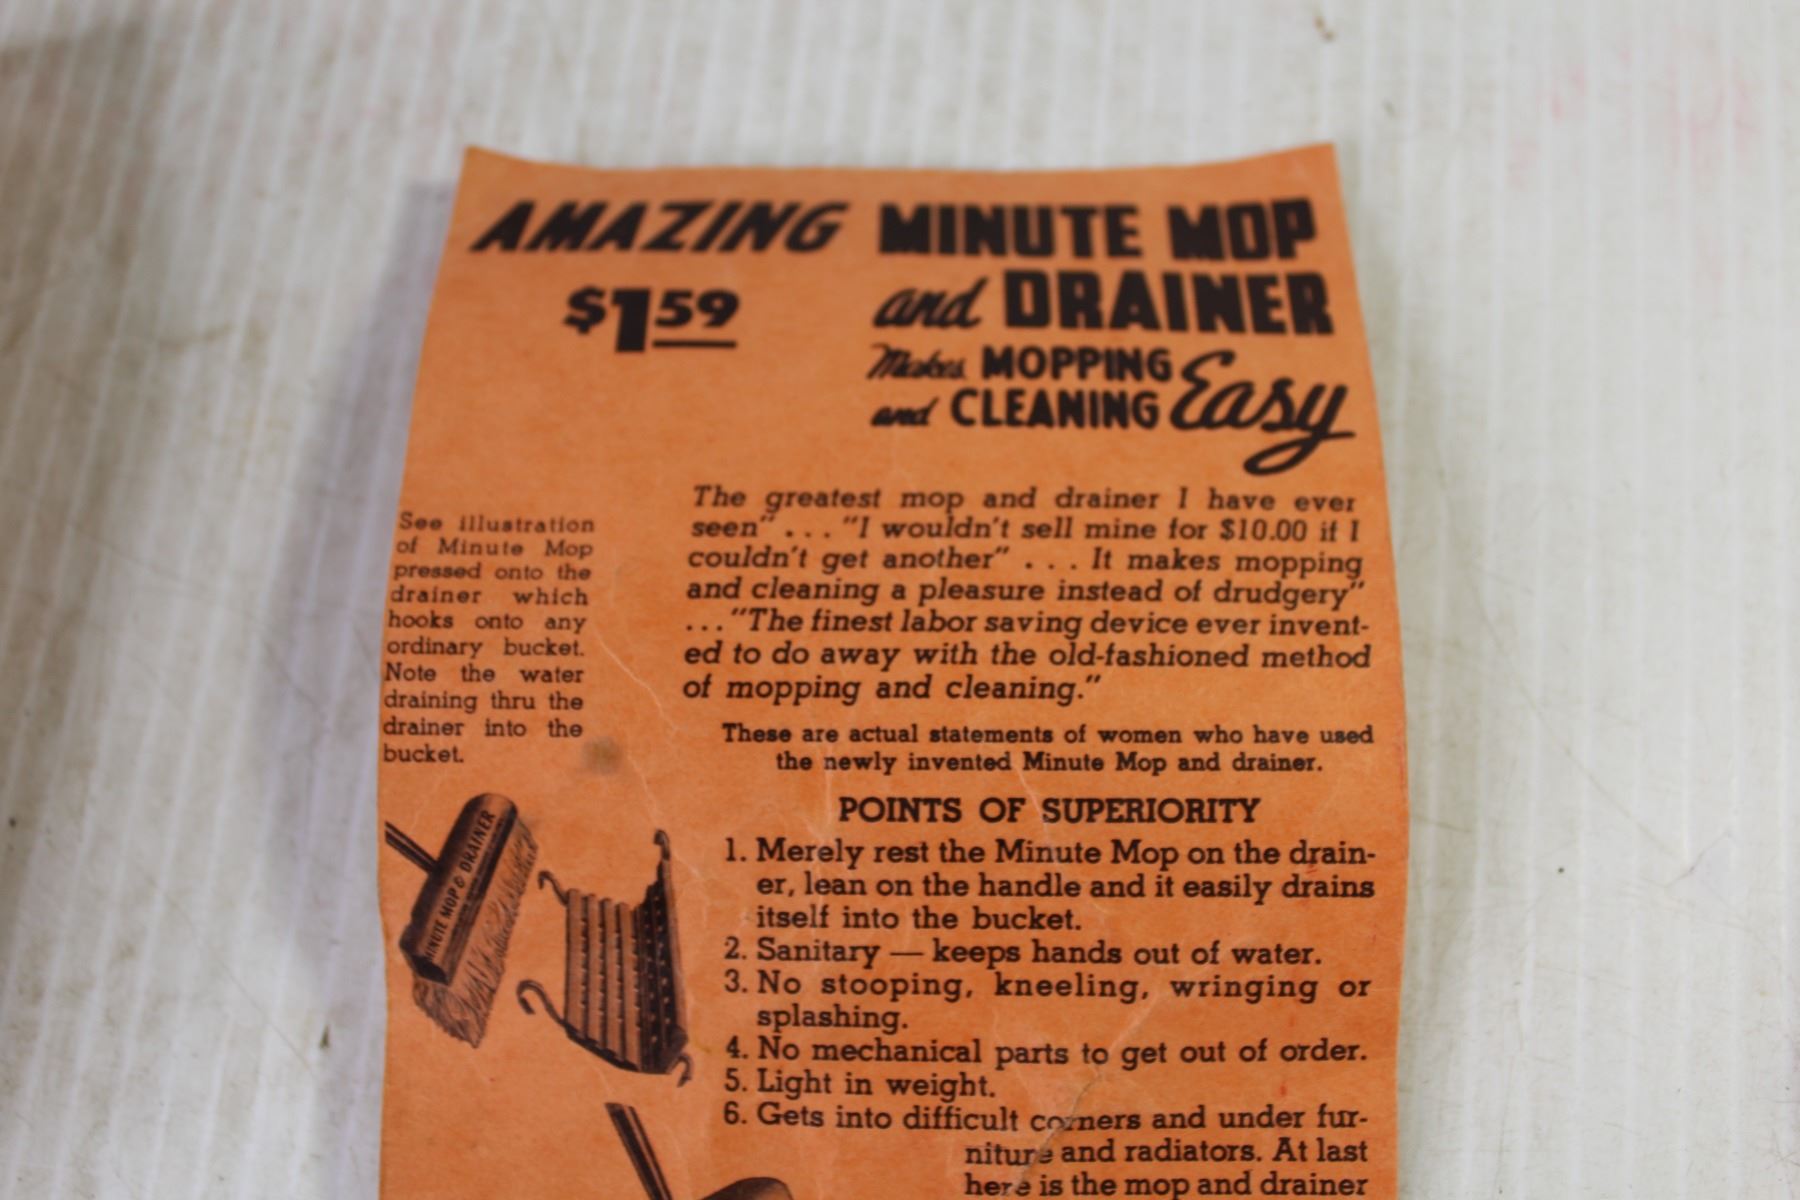 AMAZING MINUTE MOP
$1.59 and DRAINER
Makes MOPPING
and CLEANING Easy
See illustration
of Minute Mop
pressed onto the
drainer which
hooks onto any
ordinary bucket.
Note the water
draining thru the
drainer into the
bucket.
The greatest mop and drainer I have ever
seen" . . . "I wouldn't sell mine for $10.00 if I
couldn't get another" . . . It makes mopping
and cleaning a pleasure instead of drudgery"
. . . "The finest labor saving device ever invent-
ed to do away with the old-fashioned method
of mopping and cleaning."
These are actual statements of women who have used
the newly invented Minute Mop and drainer.
MINUTE MOP & DRAINER
POINTS OF SUPERIORITY
1. Merely rest the Minute Mop on the drain-
er, lean on the handle and it easily drains
itself into the bucket.
2. Sanitary — keeps hands out of water.
3. No stooping, kneeling, wringing or
splashing.
4. No mechanical parts to get out of order.
5. Light in weight.
6. Gets into difficult corners and under fur-
niture and radiators. At last
here is the mop and drainer